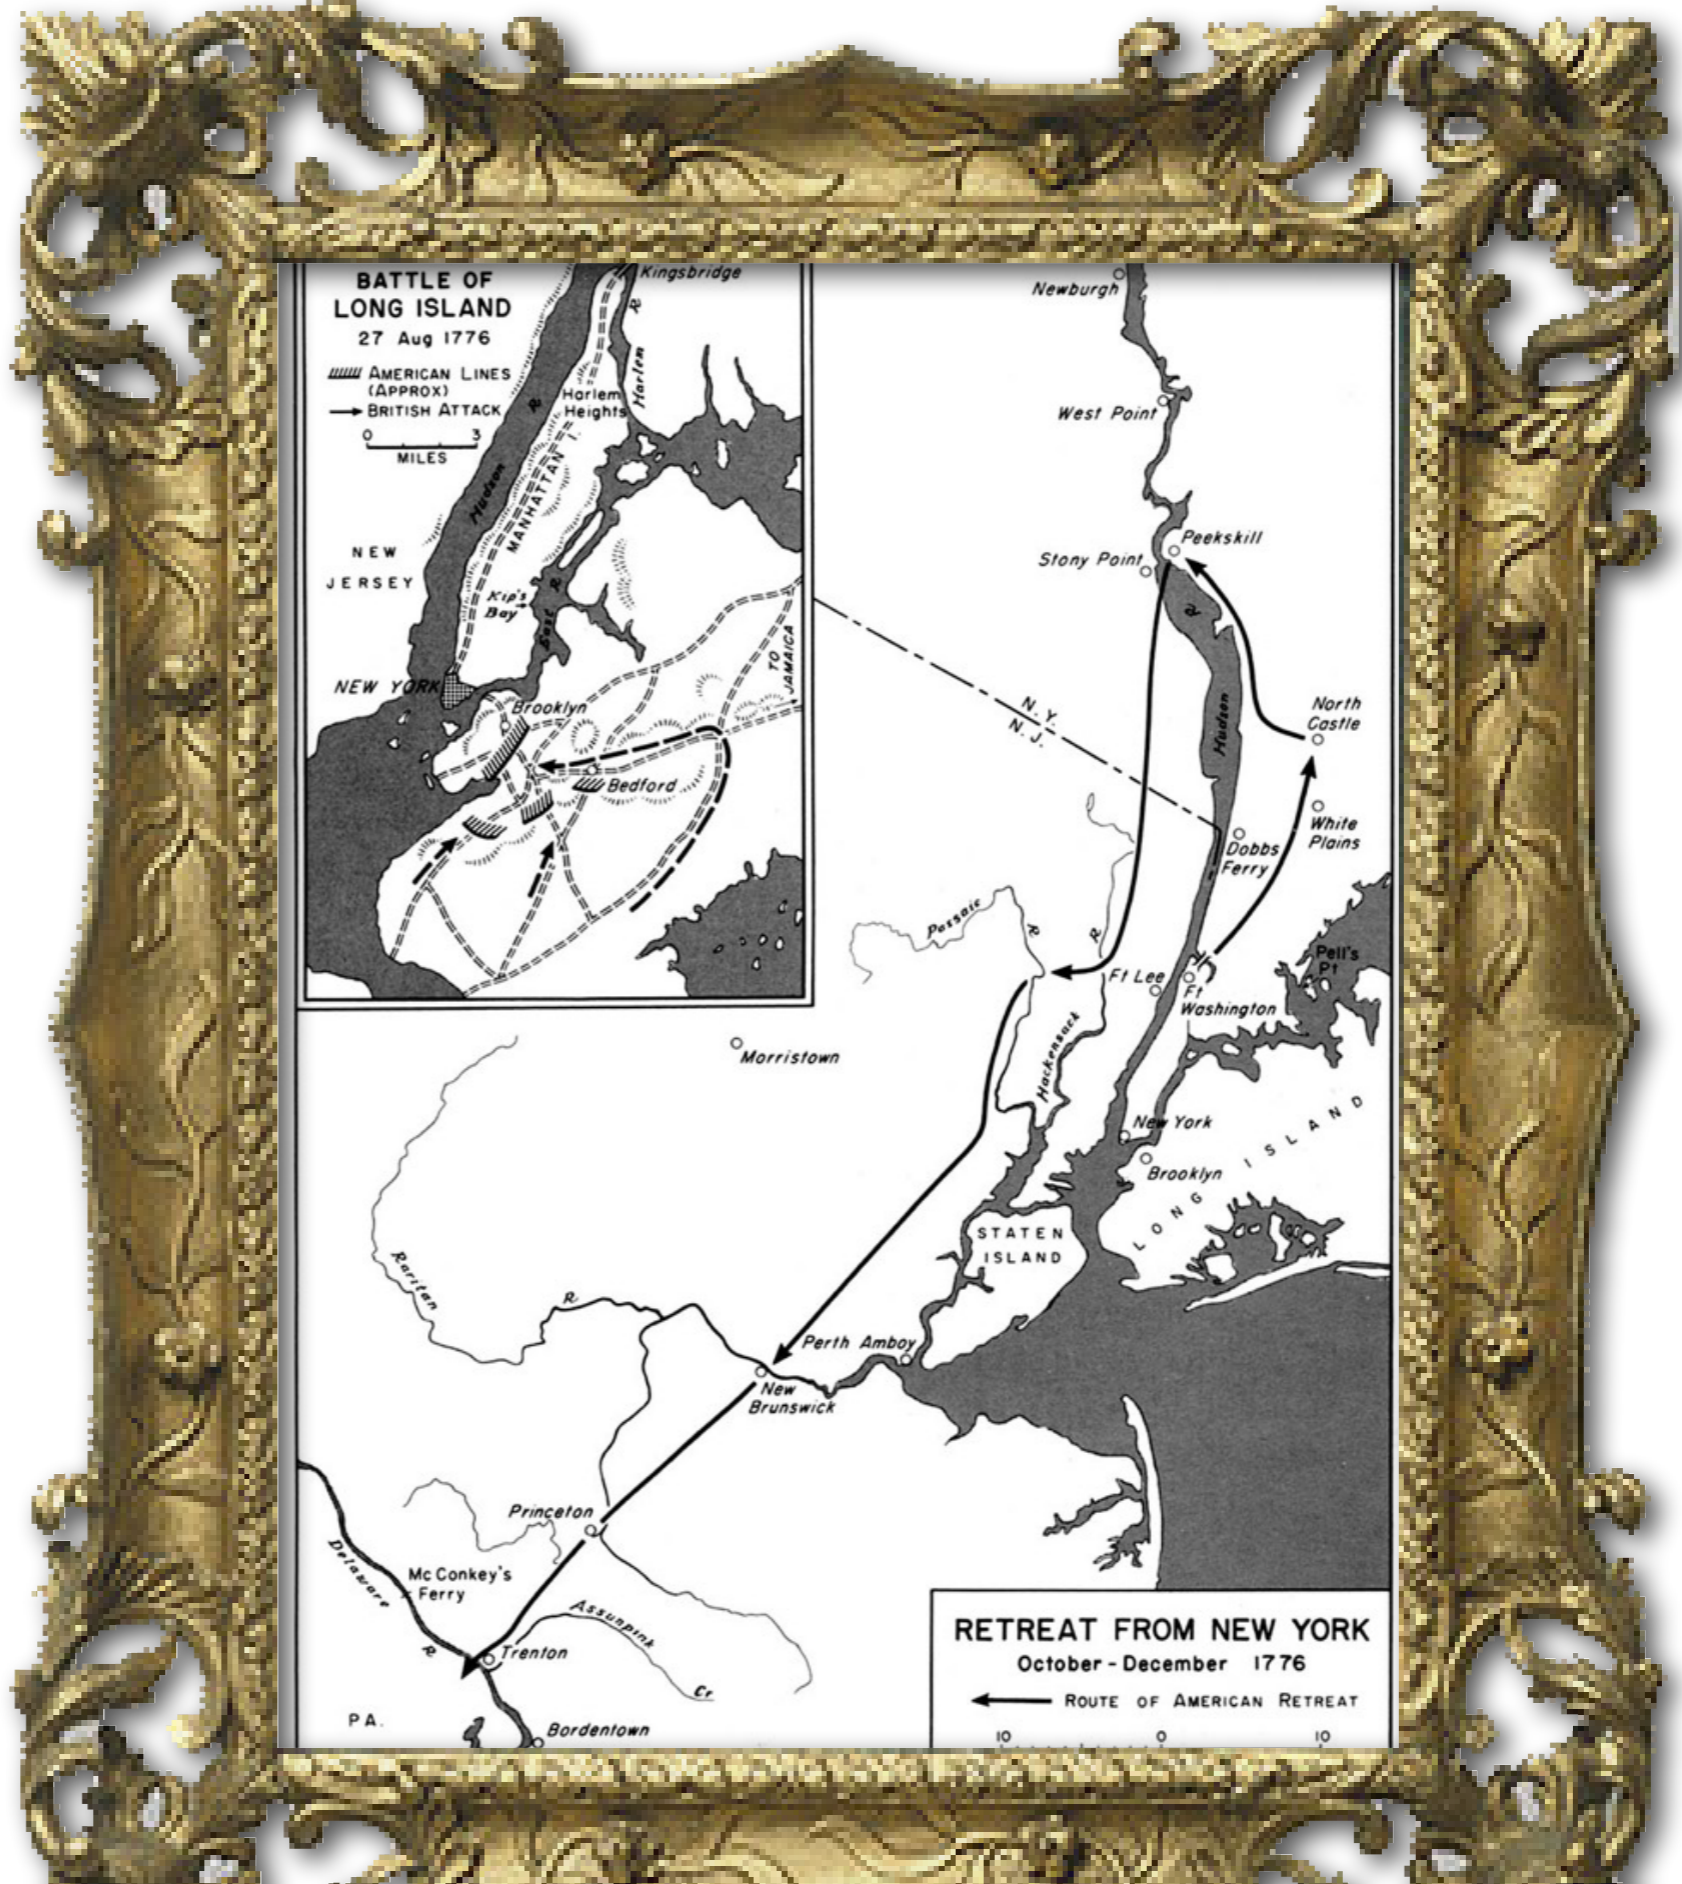 BATTLE OF
LONG ISLAND
27 Aug 1776
AMERICAN LINES
(APPROX)
BRITISH ATTACK
0 3
MILES
Kingsbridge
R
Harlem
Harlem
Heights
R
Hudson
MANHATTAN I.
NEW
JERSEY
Kip's
Bay
East R
NEW YORK
Brooklyn
TO
JAMAICA
Bedford
Newburgh
West Point
Peekskill
Stony Point
R
Hudson
North
Castle
N. Y.
N. J.
White
Plains
Dobbs
Ferry
Passaic
R
R
Pell's
Pt
Ft Lee
Ft
Washington
Hackensack
Morristown
New York
Brooklyn
LONG ISLAND
STATEN
ISLAND
Raritan
R
Perth Amboy
New
Brunswick
Princeton
Delaware
R
Mc Conkey's
Ferry
Assunpink
Cr
Trenton
PA.
Bordentown
RETREAT FROM NEW YORK
October - December 1776
ROUTE OF AMERICAN RETREAT
10 0 10